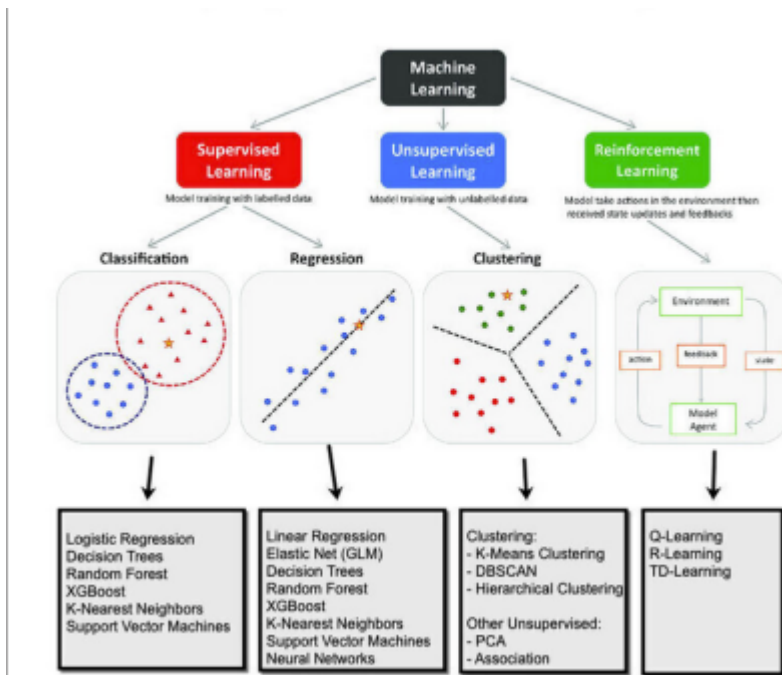 Machine
Learning
Supervised
Learning
Unsupervised
Learning
Reinforcement
Learning
Model training with labelled data
Model training with unlabelled data
Model take actions in the environment then
received state updates and feedbacks
Classification
Regression
Clustering
Environment
action
feedback
state
Model
Agent
Logistic Regression
Decision Trees
Random Forest
XGBoost
K-Nearest Neighbors
Support Vector Machines
Linear Regression
Elastic Net (GLM)
Decision Trees
Random Forest
XGBoost
K-Nearest Neighbors
Support Vector Machines
Neural Networks
Clustering:
- K-Means Clustering
- DBSCAN
- Hierarchical Clustering
Other Unsupervised:
- PCA
- Association
Q-Learning
R-Learning
TD-Learning